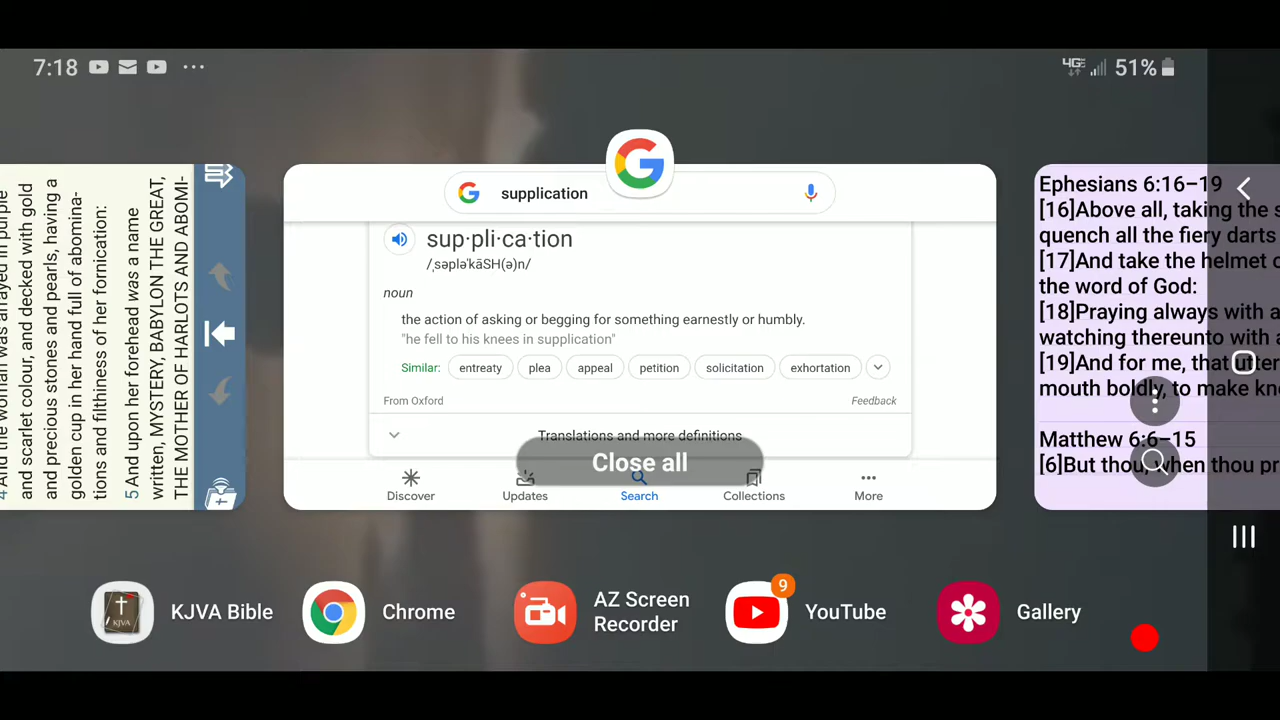 7:18
4G 51%
4 And the woman was arrayed in purple
and scarlet colour, and decked with gold
and precious stones and pearls, having a
golden cup in her hand full of abomina-
tions and filthiness of her fornication:
5 And upon her forehead was a name
written, MYSTERY, BABYLON THE GREAT,
THE MOTHER OF HARLOTS AND ABOMI-
supplication
sup·pli·ca·tion
/ˌsəpləˈkāSH(ə)n/
noun
the action of asking or begging for something earnestly or humbly.
"he fell to his knees in supplication"
Similar: entreaty plea appeal petition solicitation exhortation
From Oxford Feedback
Translations and more definitions
Close all
Discover Updates Search Collections More
Ephesians 6:16–19
[16]Above all, taking the s
quench all the fiery darts
[17]And take the helmet o
the word of God:
[18]Praying always with a
watching thereunto with a
[19]And for me, that utter
mouth boldly, to make kn
Matthew 6:6–15
[6]But thou, when thou pr
KJVA
KJVA Bible
Chrome
AZ Screen
Recorder
9
YouTube
Gallery